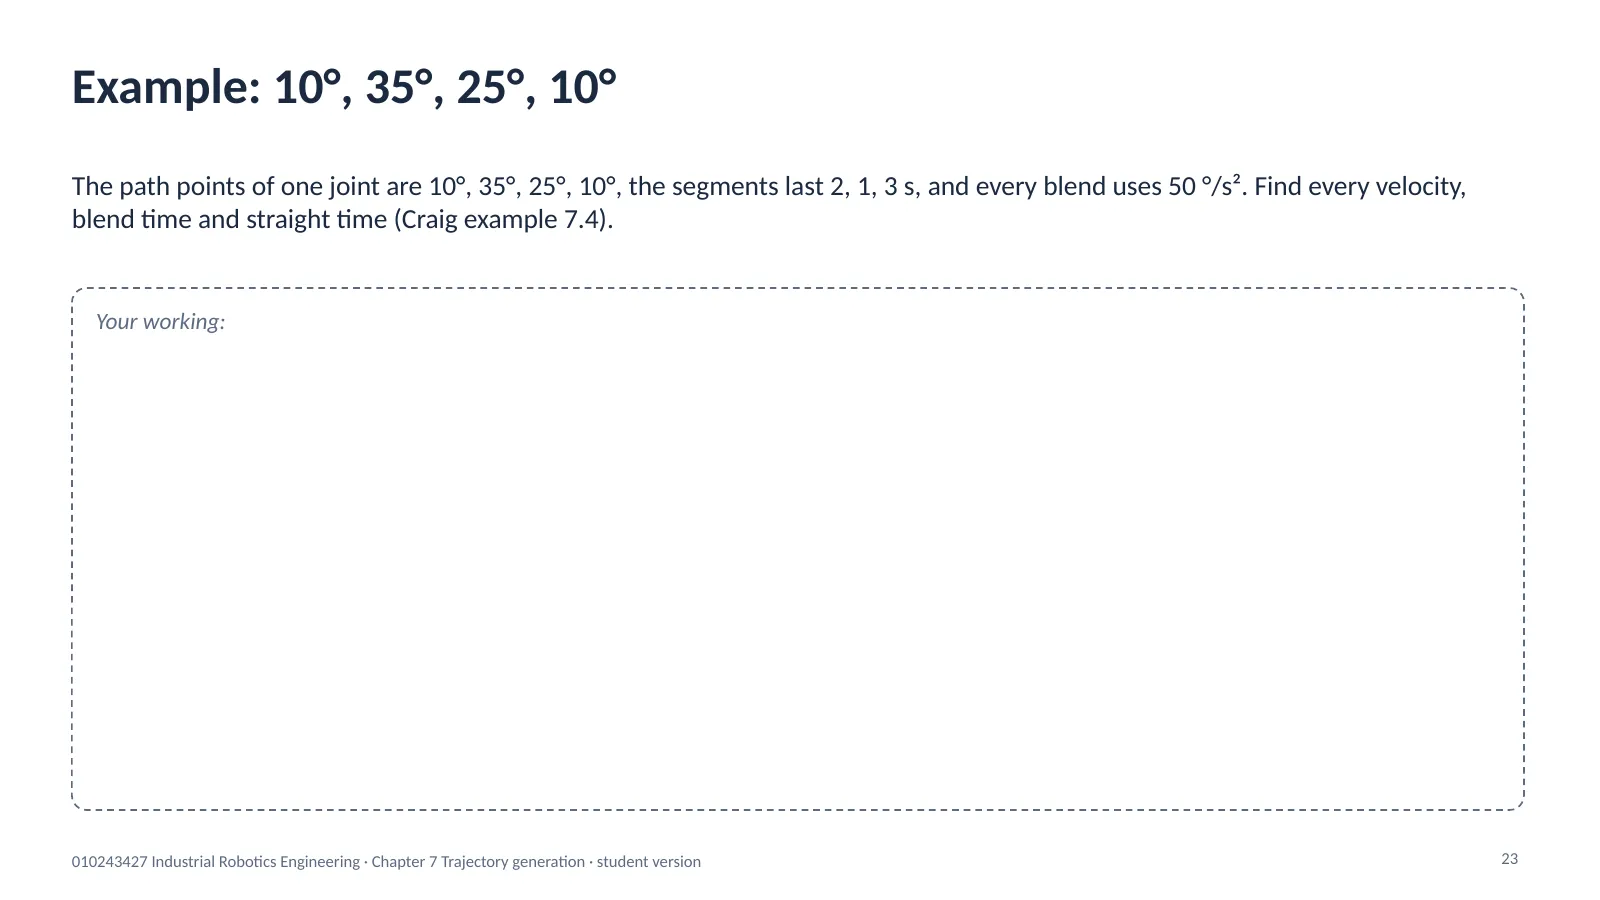 Example: 10°, 35°, 25°, 10°
The path points of one joint are 10°, 35°, 25°, 10°, the segments last 2, 1, 3 s, and every blend uses 50 °/s². Find every velocity,
blend time and straight time (Craig example 7.4).
Your working:
010243427 Industrial Robotics Engineering · Chapter 7 Trajectory generation · student version
23